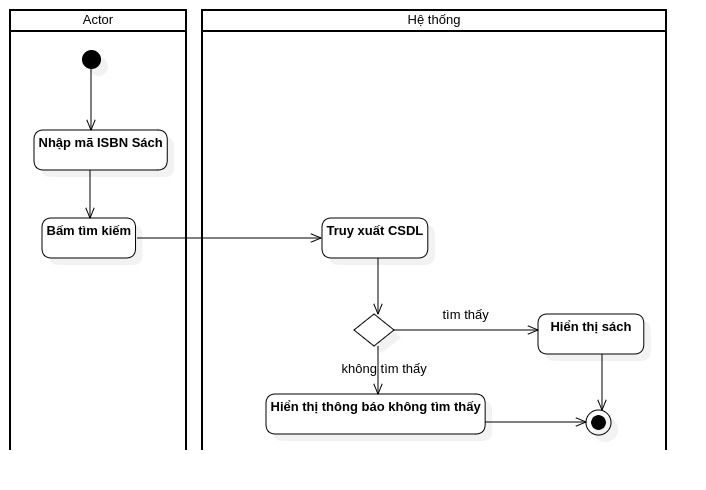 Actor
Hệ thống
Nhập mã ISBN Sách
Bấm tìm kiếm
Truy xuất CSDL
tìm thấy
Hiển thị sách
không tìm thấy
Hiển thị thông báo không tìm thấy